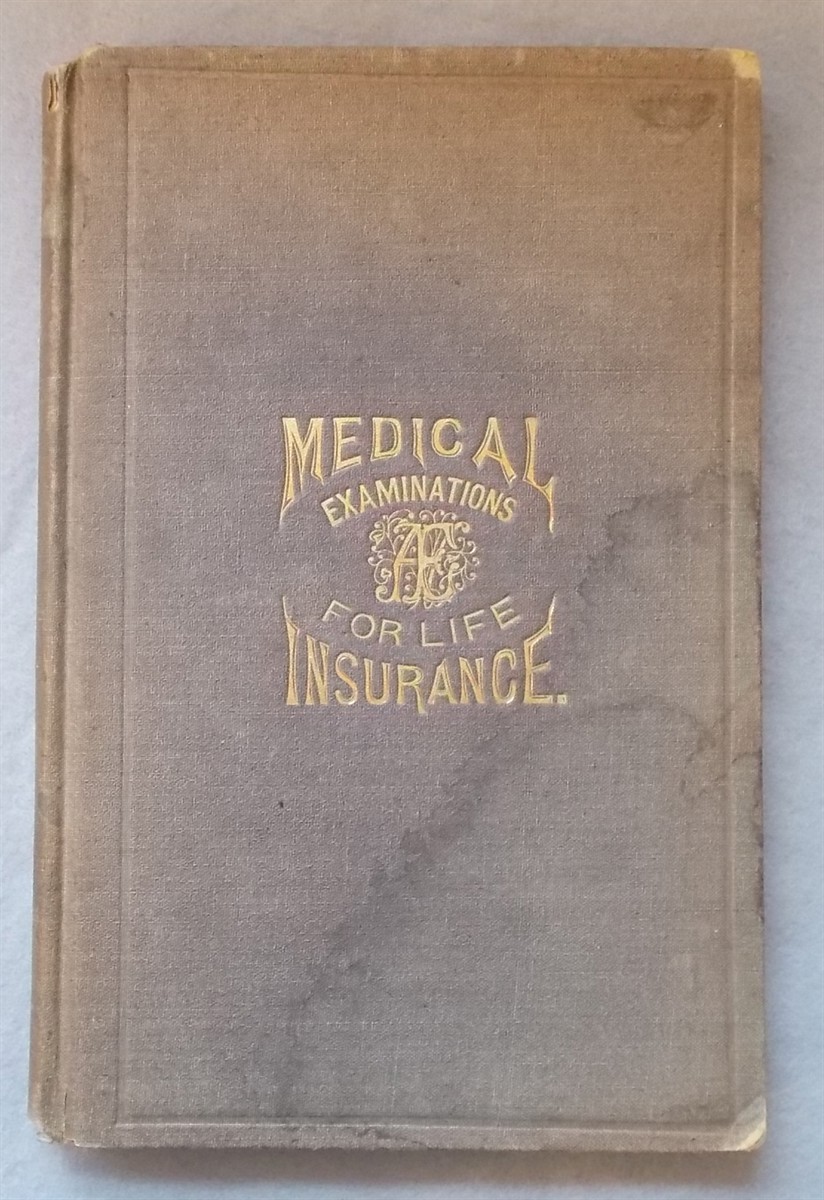 MEDICAL
EXAMINATIONS
Æ
FOR LIFE
INSURANCE.